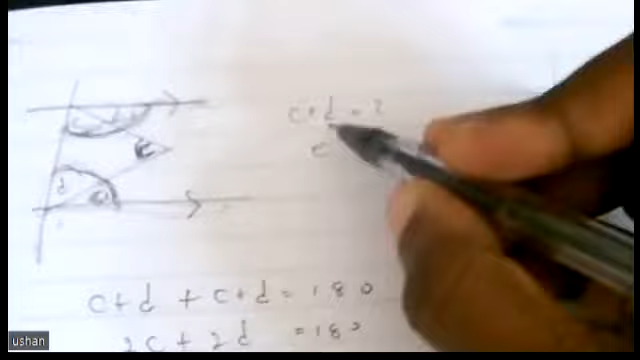 c+d = ?
c
d
c+d + c+d = 180
2c + 2d = 180
ushan